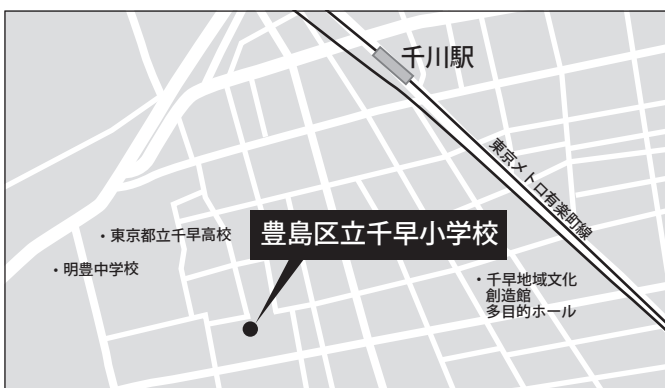 千川駅
東京メトロ有楽町線
・東京都立千早高校
豊島区立千早小学校
・明豊中学校
・千早地域文化
創造館
多目的ホール